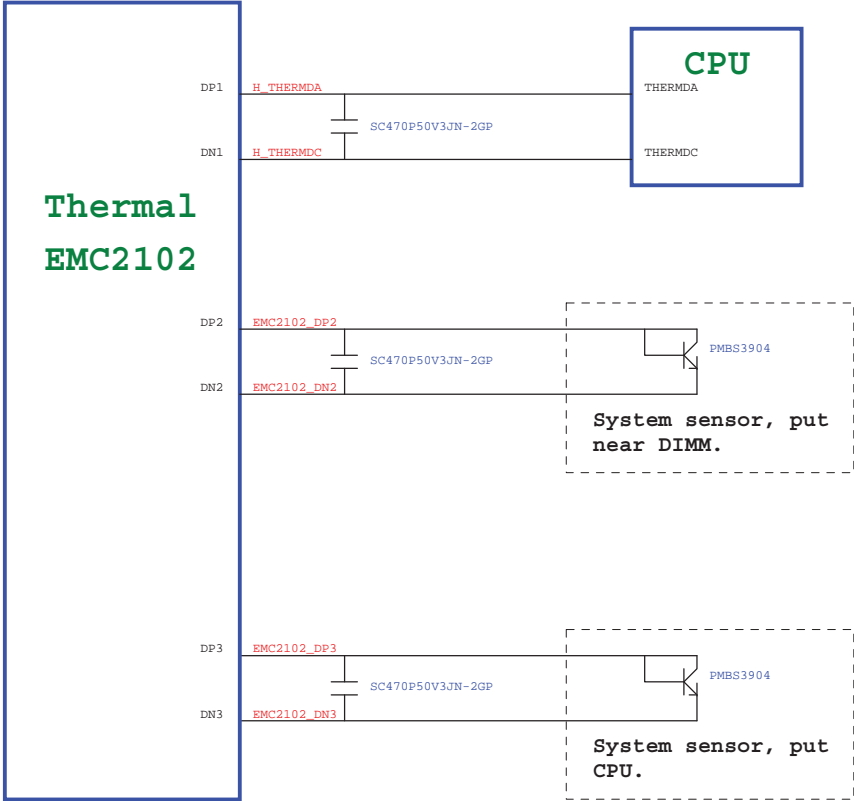 CPU
DP1 H_THERMDA THERMDA
SC470P50V3JN-2GP
DN1 H_THERMDC THERMDC
Thermal
EMC2102
DP2 EMC2102_DP2
PMBS3904
SC470P50V3JN-2GP
DN2 EMC2102_DN2
System sensor, put
near DIMM.
DP3 EMC2102_DP3
PMBS3904
SC470P50V3JN-2GP
DN3 EMC2102_DN3
System sensor, put
CPU.